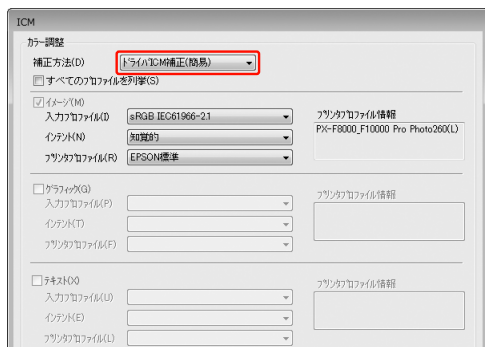 ICM
カラー調整
補正方法(D) ドライバICM補正(簡易)
すべてのプロファイルを列挙(S)
イメージ(M)
入力プロファイル(I) sRGB IEC61966-2.1
プリンタプロファイル情報
インテント(N) 知覚的
PX-F8000_F10000 Pro Photo260(L)
プリンタプロファイル(R) EPSON標準
グラフィック(G)
入力プロファイル(P)
プリンタプロファイル情報
インテント(T)
プリンタプロファイル(F)
テキスト(X)
入力プロファイル(U)
プリンタプロファイル情報
インテント(E)
プリンタプロファイル(L)